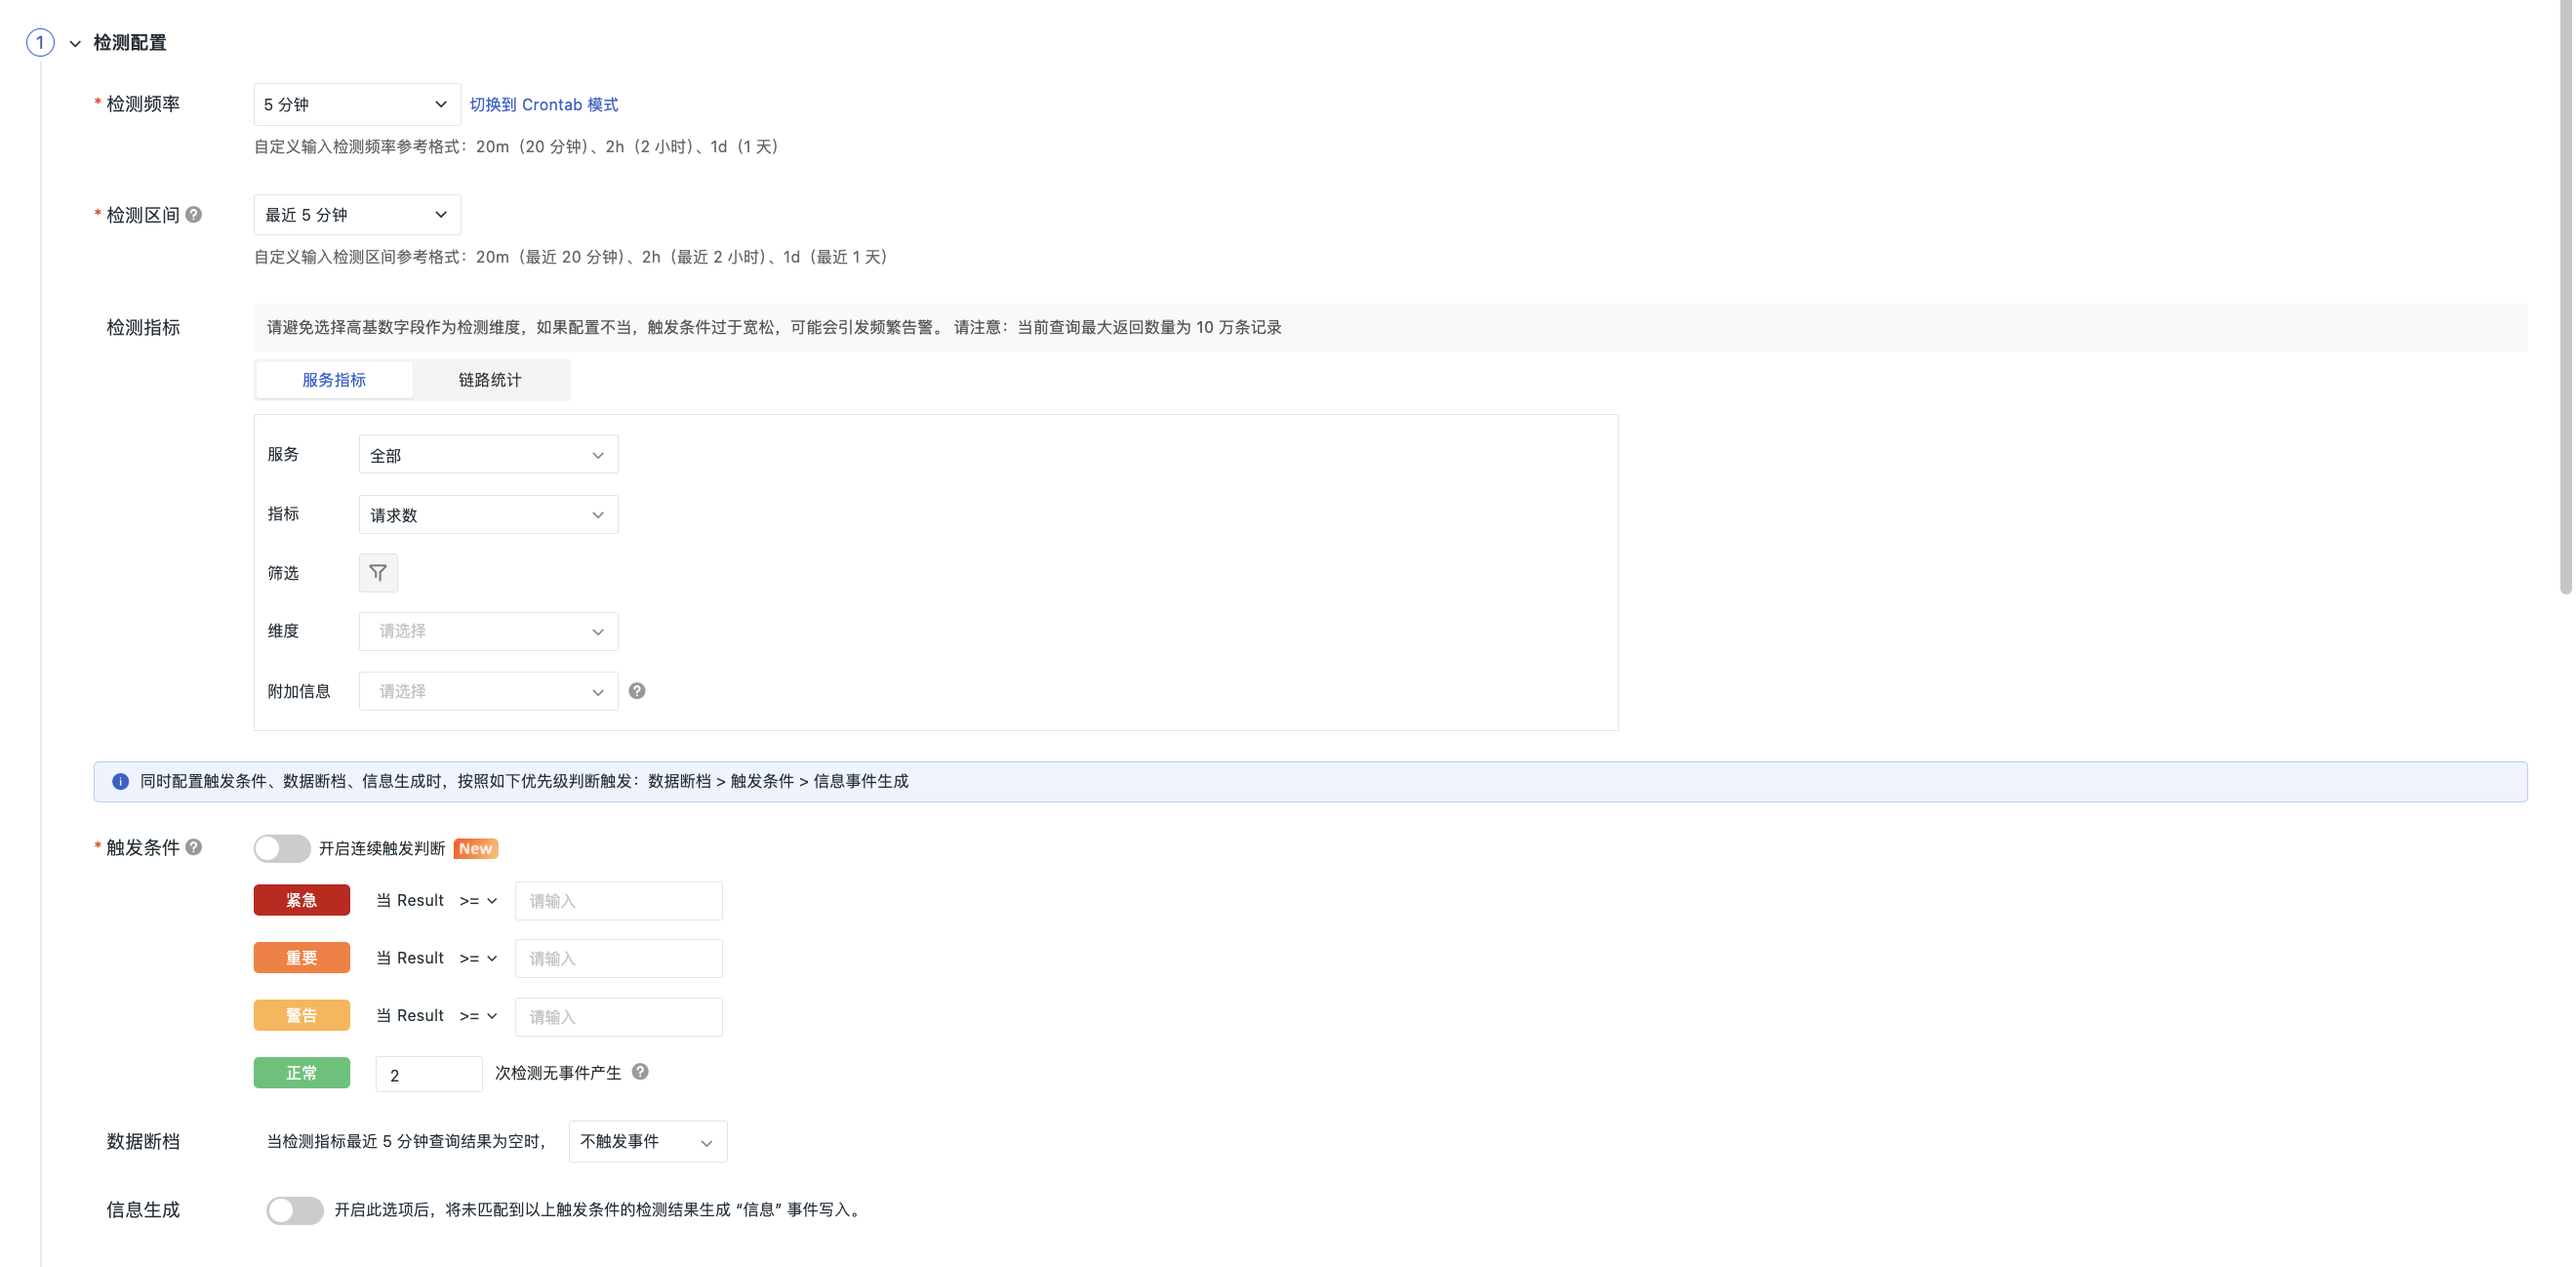 1 检测配置
* 检测频率 5 分钟 切换到 Crontab 模式
自定义输入检测频率参考格式：20m（20 分钟）、2h（2 小时）、1d（1 天）
* 检测区间 ? 最近 5 分钟
自定义输入检测区间参考格式：20m（最近 20 分钟）、2h（最近 2 小时）、1d（最近 1 天）
检测指标 请避免选择高基数字段作为检测维度，如果配置不当，触发条件过于宽松，可能会引发频繁告警。 请注意：当前查询最大返回数量为 10 万条记录
服务指标 链路统计
服务 全部
指标 请求数
筛选
维度 请选择
附加信息 请选择 ?
i 同时配置触发条件、数据断档、信息生成时，按照如下优先级判断触发：数据断档 > 触发条件 > 信息事件生成
* 触发条件 ? 开启连续触发判断 New
紧急 当 Result >= 请输入
重要 当 Result >= 请输入
警告 当 Result >= 请输入
正常 2 次检测无事件产生 ?
数据断档 当检测指标最近 5 分钟查询结果为空时， 不触发事件
信息生成 开启此选项后，将未匹配到以上触发条件的检测结果生成 “信息” 事件写入。